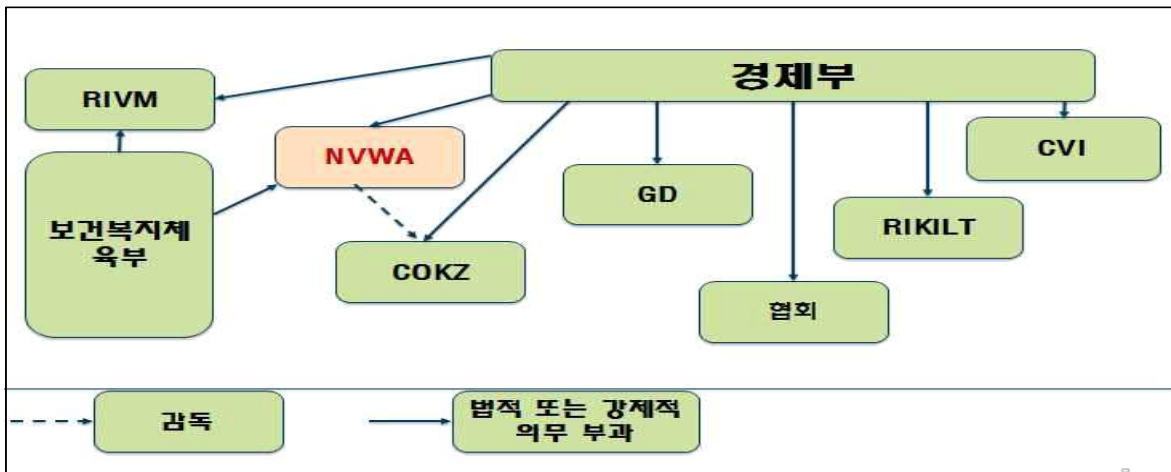 경제부
RIVM
NVWA
CVI
보건복지체
육부
GD
RIKILT
COKZ
협회
감독
법적 또는 강제적
의무 부과